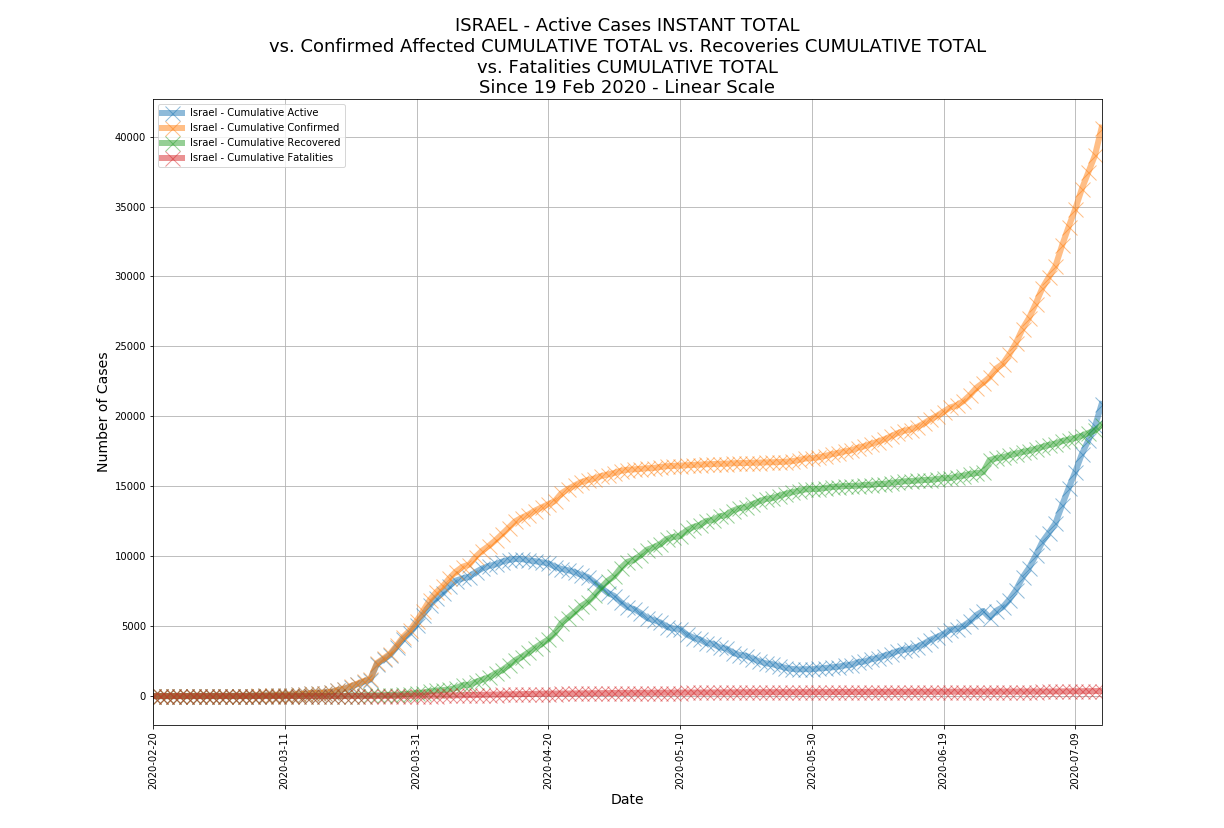 ISRAEL - Active Cases INSTANT TOTAL
vs. Confirmed Affected CUMULATIVE TOTAL vs. Recoveries CUMULATIVE TOTAL
vs. Fatalities CUMULATIVE TOTAL
Since 19 Feb 2020 - Linear Scale
Israel - Cumulative Active
Israel - Cumulative Confirmed
Israel - Cumulative Recovered
Israel - Cumulative Fatalities
Number of Cases
40000
35000
30000
25000
20000
15000
10000
5000
0
2020-02-20
2020-03-11
2020-03-31
2020-04-20
2020-05-10
2020-05-30
2020-06-19
2020-07-09
Date